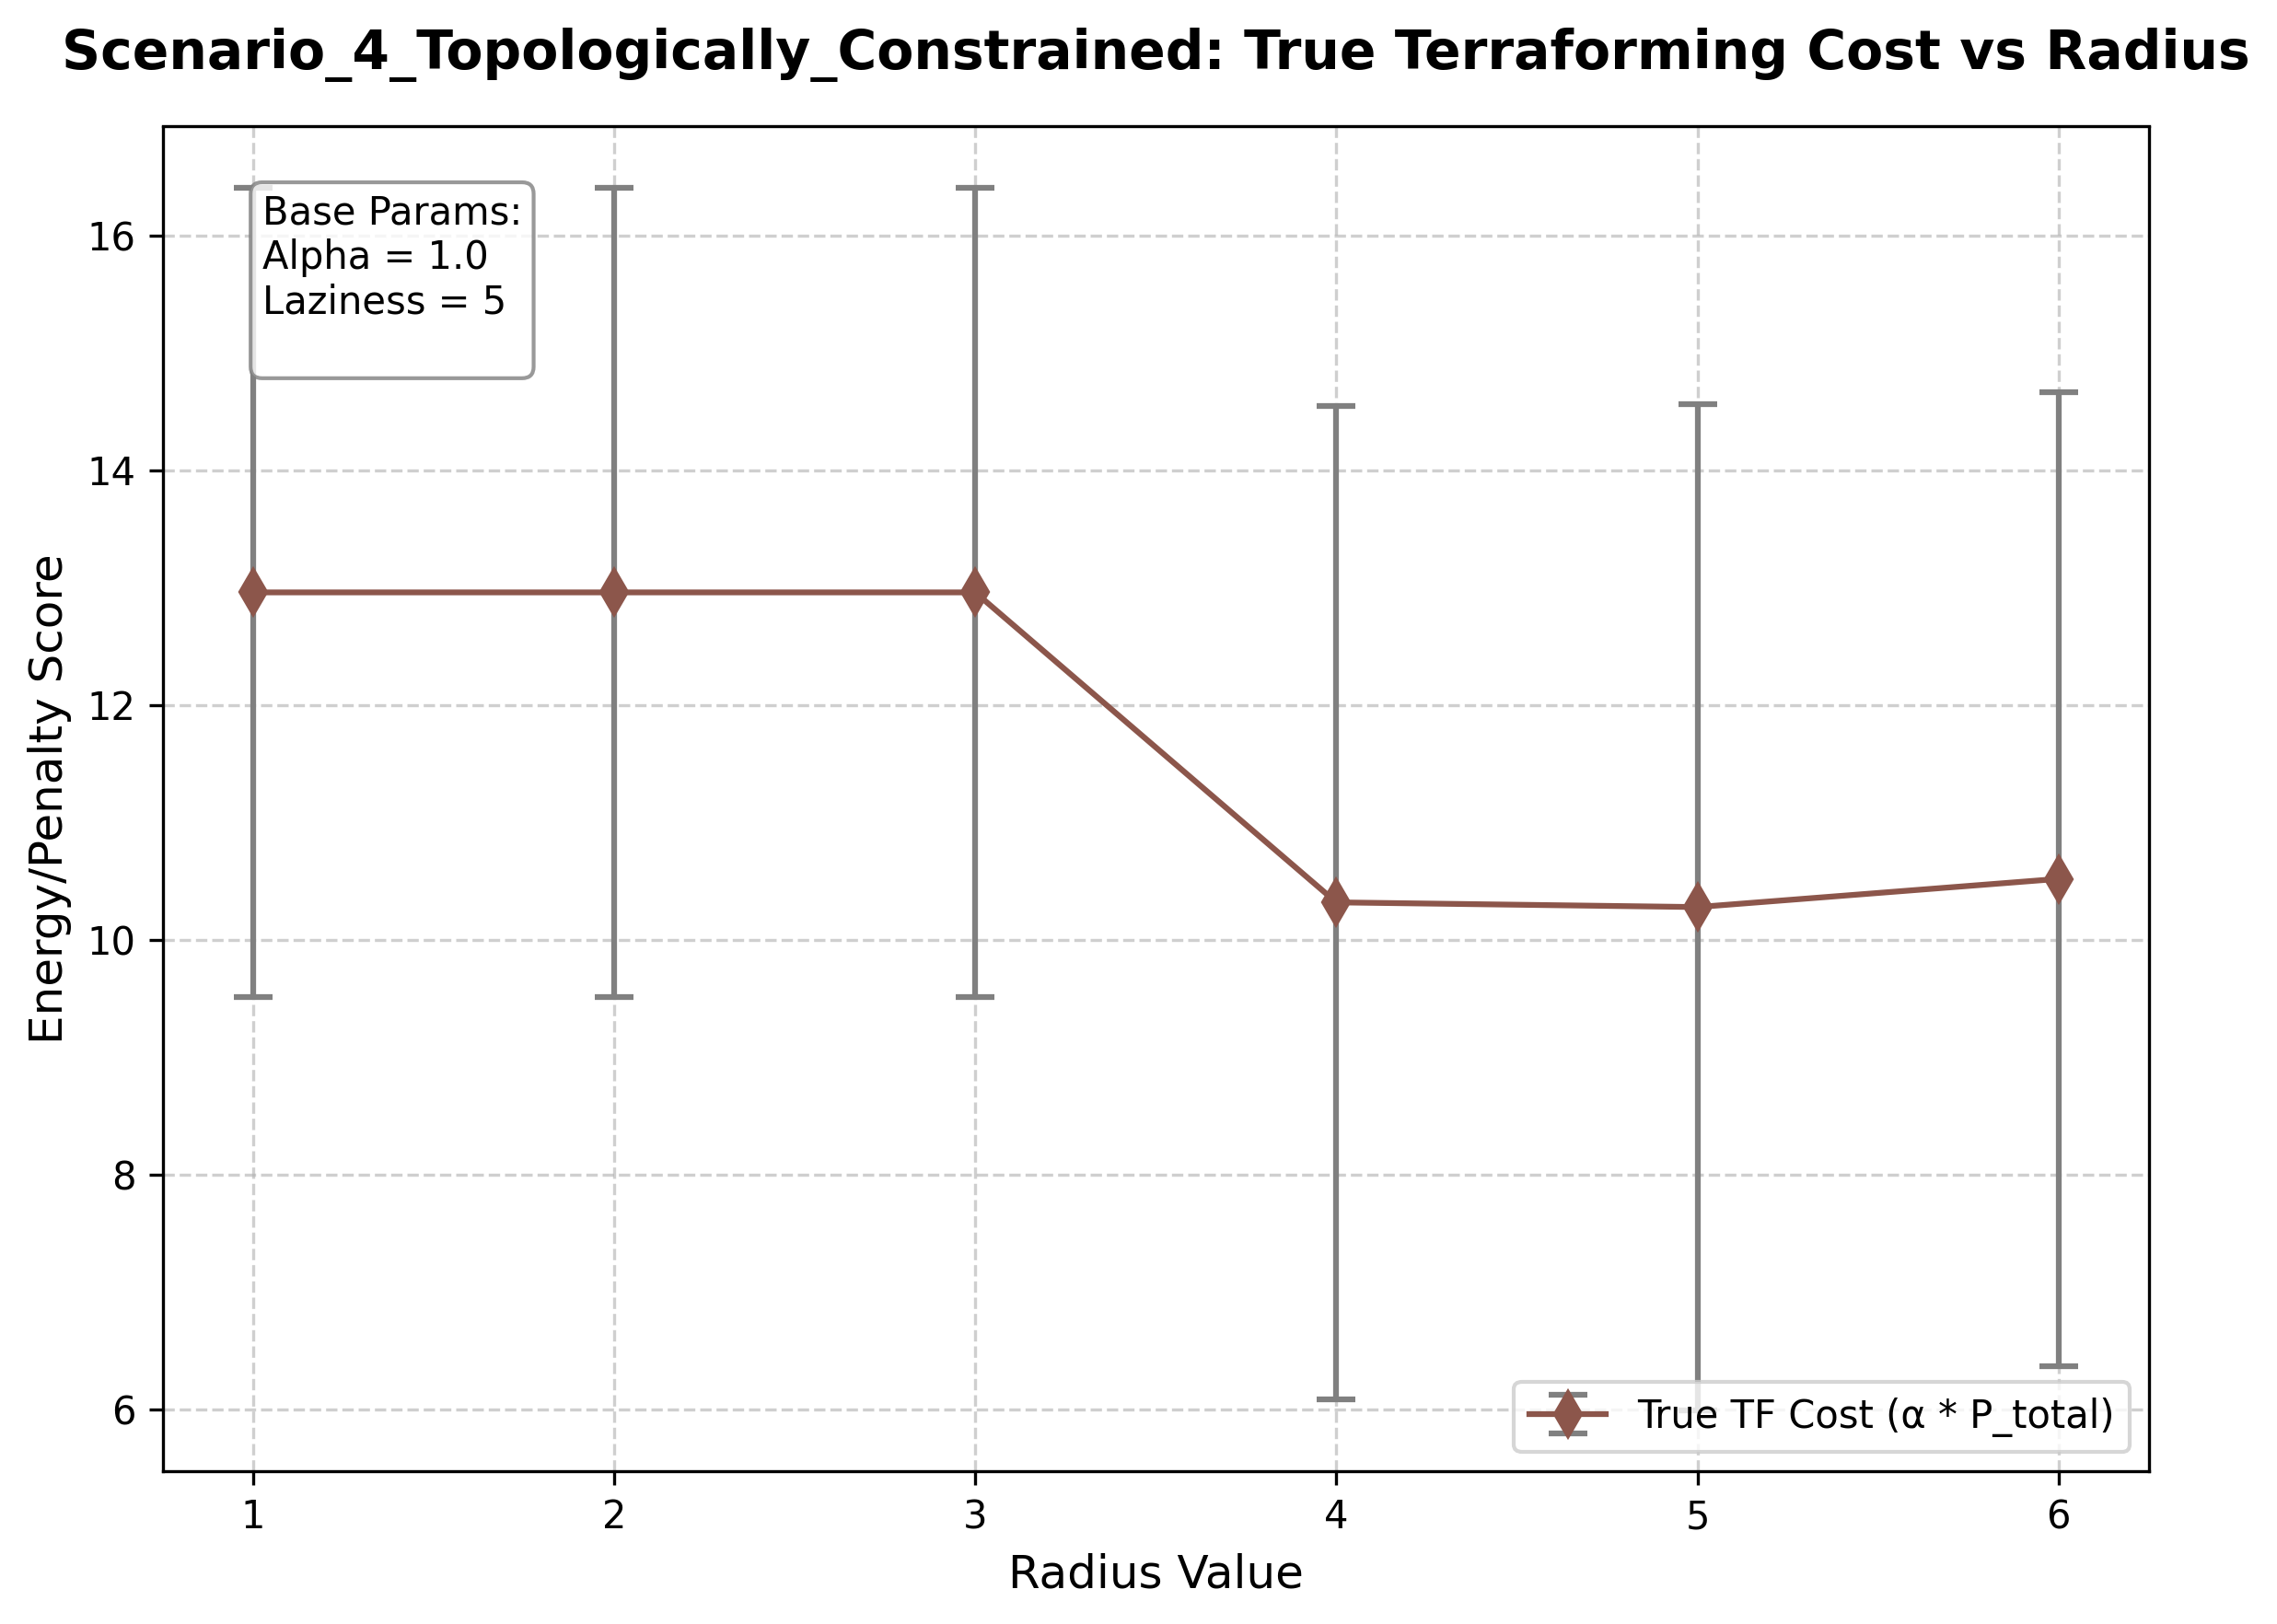 Scenario_4_Topologically_Constrained: True Terraforming Cost vs Radius
Base Params:
Alpha = 1.0
Laziness = 5
16
14
12
10
8
6
Energy/Penalty Score
True TF Cost (α * P_total)
1 2 3 4 5 6
Radius Value